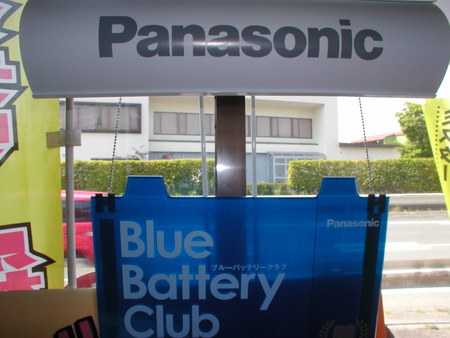 Panasonic
Panasonic
Blue
ブルーバッテリークラブ
Battery
Club